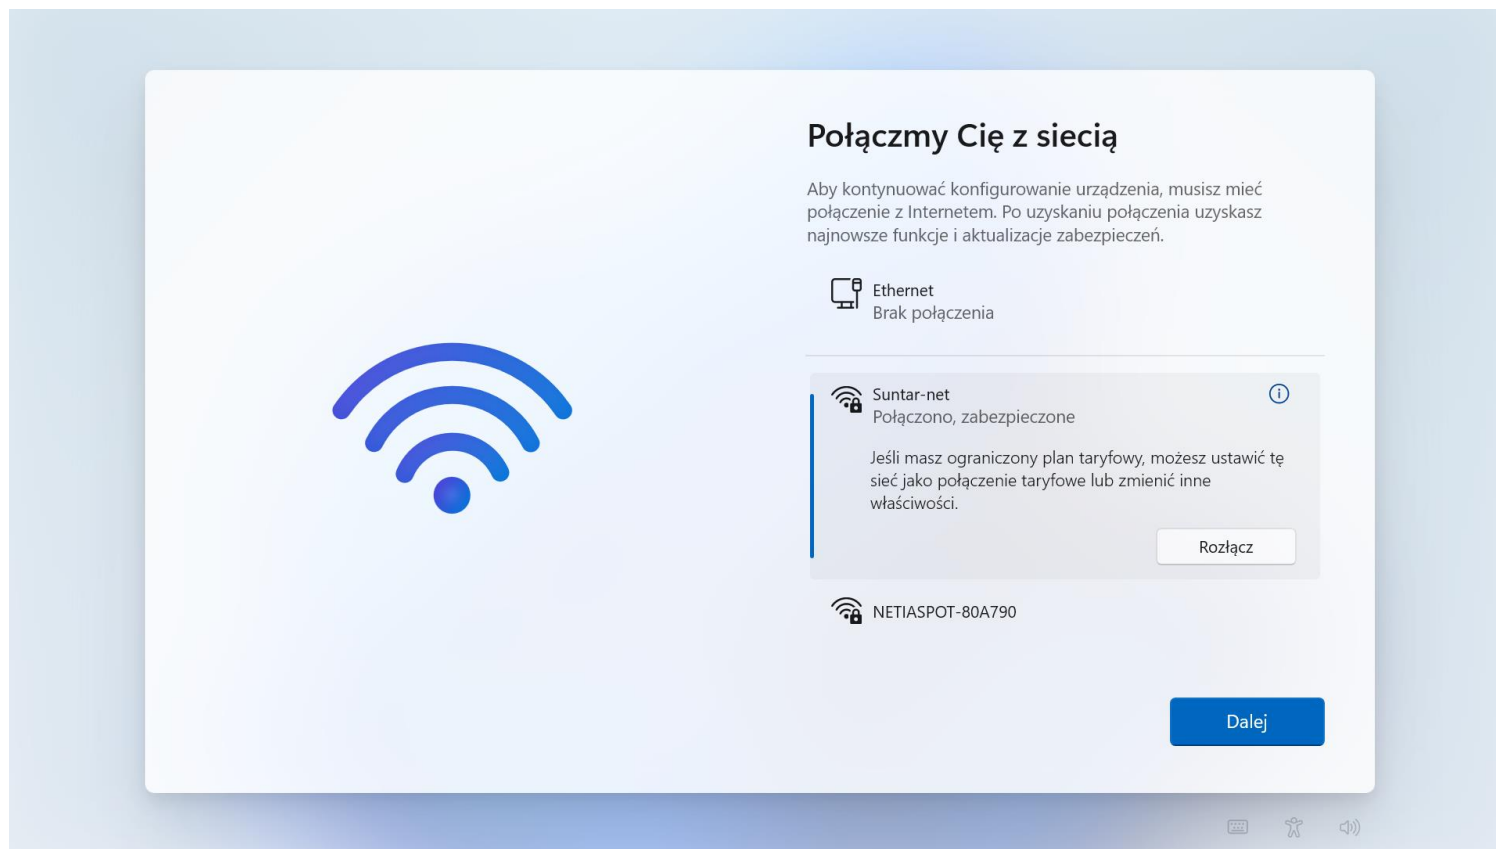 Połączmy Cię z siecią
Aby kontynuować konfigurowanie urządzenia, musisz mieć
połączenie z Internetem. Po uzyskaniu połączenia uzyskasz
najnowsze funkcje i aktualizacje zabezpieczeń.
Ethernet
Brak połączenia
Suntar-net
Połączono, zabezpieczone
Jeśli masz ograniczony plan taryfowy, możesz ustawić tę
sieć jako połączenie taryfowe lub zmienić inne
właściwości.
Rozłącz
NETIASPOT-80A790
Dalej